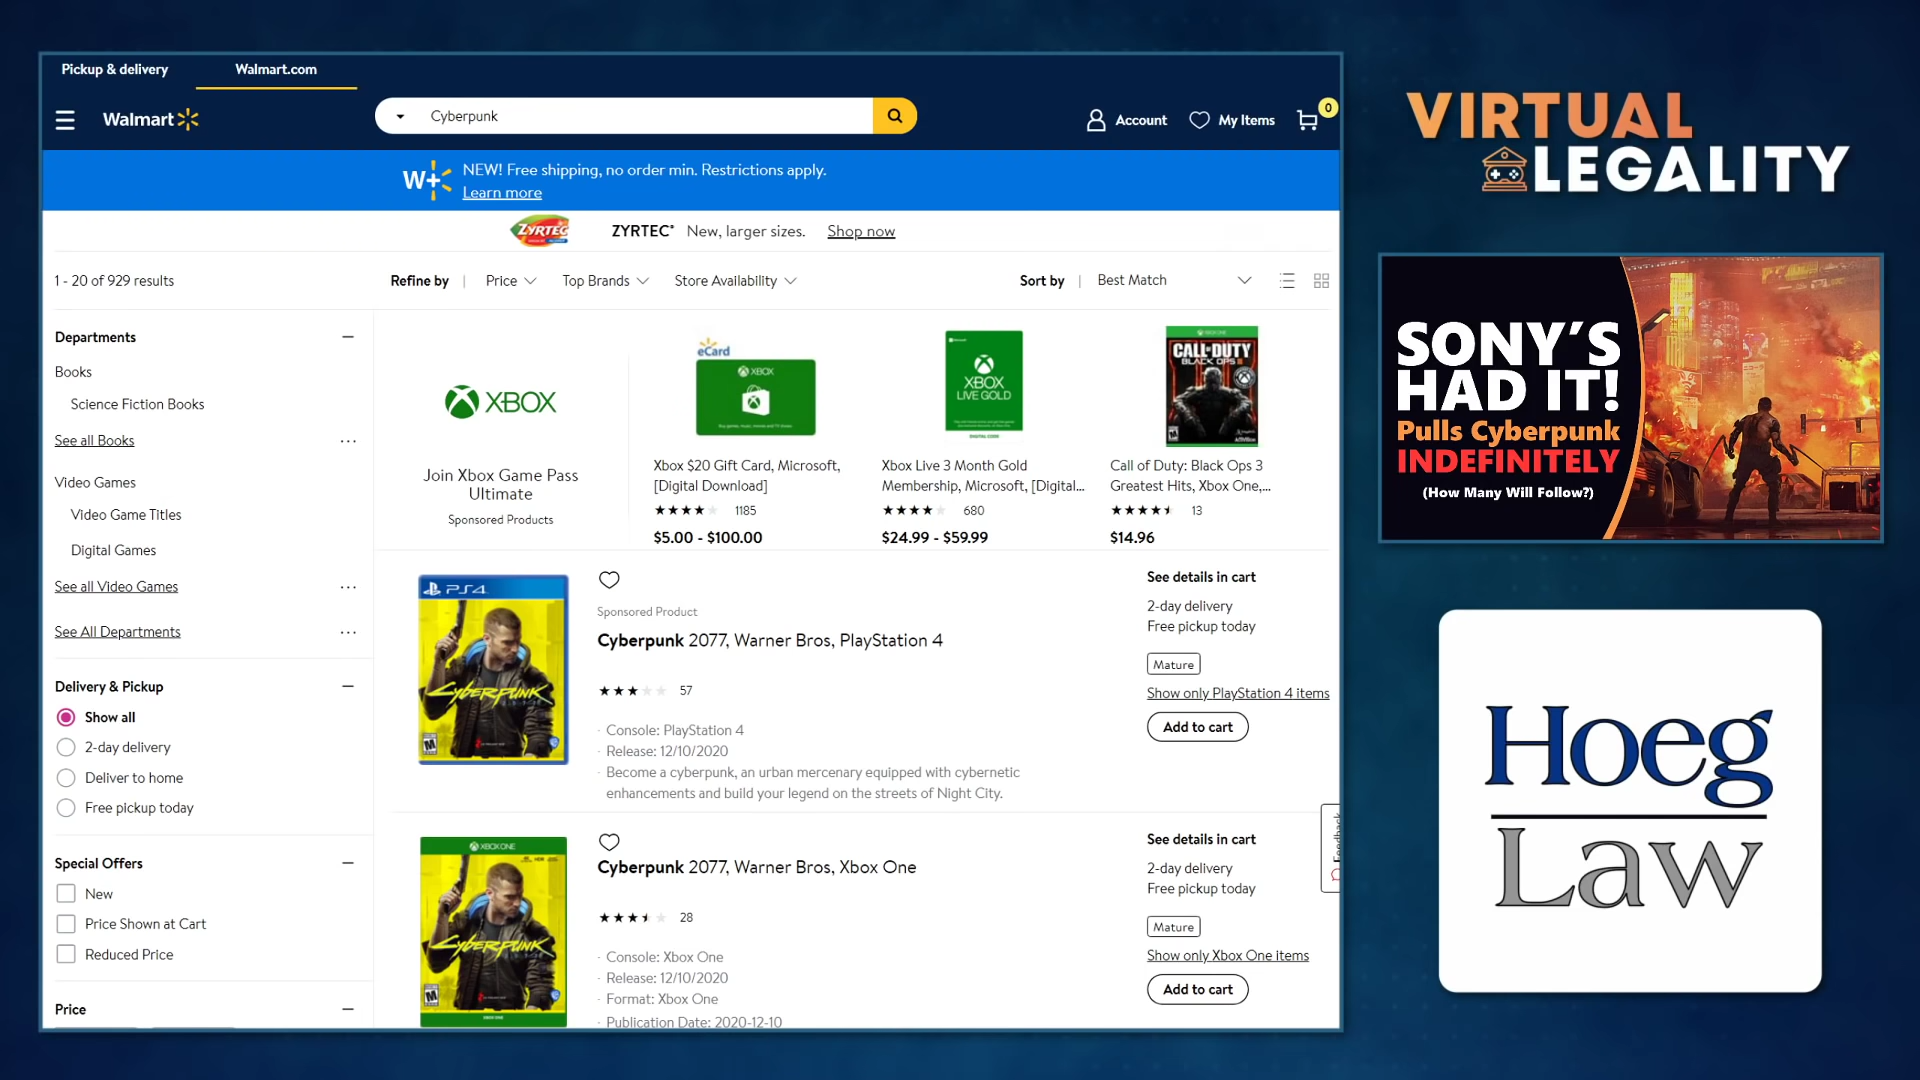 Pickup & delivery
Walmart.com
Walmart
Cyberpunk
Account
My Items
0
W+
NEW! Free shipping, no order min. Restrictions apply.
Learn more
ZYRTEC
ZYRTEC® New, larger sizes. Shop now
1 - 20 of 929 results
Refine by | Price Top Brands Store Availability
Sort by | Best Match
Departments
Books
Science Fiction Books
See all Books
Video Games
Video Game Titles
Digital Games
See all Video Games
See All Departments
Delivery & Pickup
Show all
2-day delivery
Deliver to home
Free pickup today
Special Offers
New
Price Shown at Cart
Reduced Price
Price
XBOX
Join Xbox Game Pass
Ultimate
Sponsored Products
eCard
XBOX
Xbox $20 Gift Card, Microsoft,
[Digital Download]
1185
$5.00 - $100.00
XBOX
LIVE GOLD
DIGITAL CODE
Xbox Live 3 Month Gold
Membership, Microsoft, [Digital...
680
$24.99 - $59.99
XBOX ONE
CALL OF DUTY
BLACK OPS III
Call of Duty: Black Ops 3
Greatest Hits, Xbox One,...
13
$14.96
PS4
Cyberpunk
Sponsored Product
Cyberpunk 2077, Warner Bros, PlayStation 4
57
· Console: PlayStation 4
· Release: 12/10/2020
· Become a cyberpunk, an urban mercenary equipped with cybernetic
enhancements and build your legend on the streets of Night City.
See details in cart
2-day delivery
Free pickup today
Mature
Show only PlayStation 4 items
Add to cart
XBOX ONE
Cyberpunk
XBOX ONE
Cyberpunk 2077, Warner Bros, Xbox One
28
· Console: Xbox One
· Release: 12/10/2020
· Format: Xbox One
· Publication Date: 2020-12-10
See details in cart
2-day delivery
Free pickup today
Mature
Show only Xbox One items
Add to cart
Feedback
VIRTUAL
LEGALITY
SONY'S
HAD IT!
Pulls Cyberpunk
INDEFINITELY
(How Many Will Follow?)
Hoeg
Law